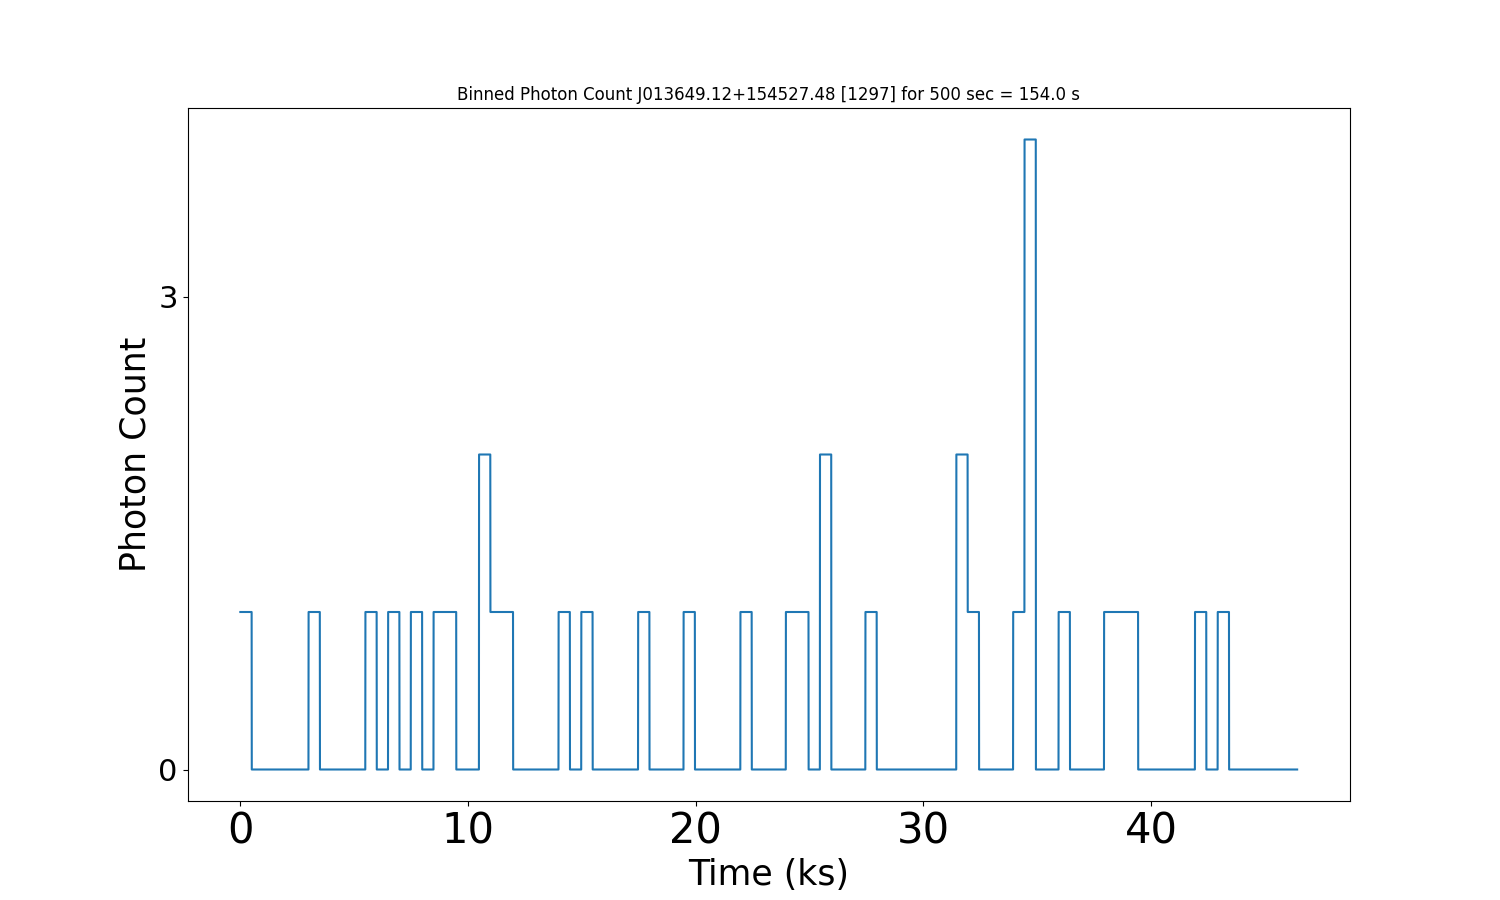 Binned Photon Count J013649.12+154527.48 [1297] for 500 sec = 154.0 s
Photon Count
3
0
0 10 20 30 40
Time (ks)